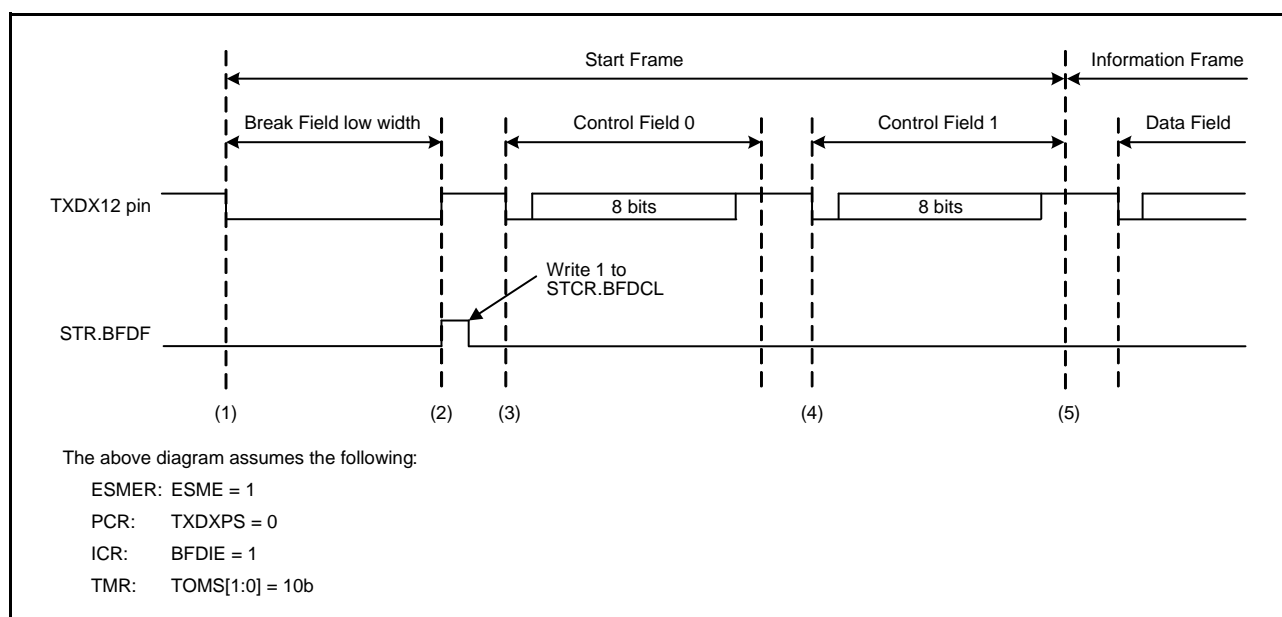 Start Frame
Information Frame
Break Field low width
Control Field 0
Control Field 1
Data Field
TXDX12 pin
8 bits
8 bits
Write 1 to
STCR.BFDCL
STR.BFDF
(1)
(2)
(3)
(4)
(5)
The above diagram assumes the following:
ESMER: ESME = 1
PCR: TXDXPS = 0
ICR: BFDIE = 1
TMR: TOMS[1:0] = 10b